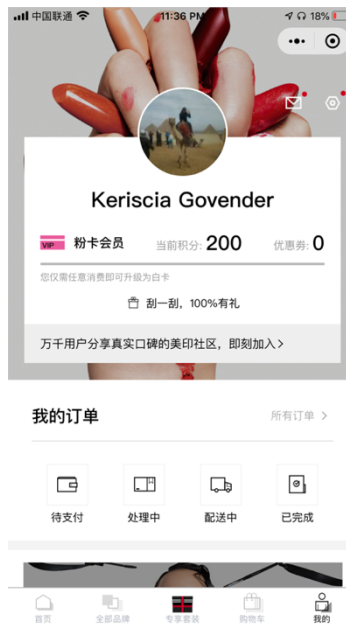 中国联通 11:36 PM 18%
Keriscia Govender
VIP 粉卡会员 当前积分: 200 优惠券: 0
您仅需任意消费即可升级为白卡
刮一刮，100%有礼
万千用户分享真实口碑的美印社区，即刻加入>
我的订单 所有订单 >
待支付 处理中 配送中 已完成
首页 全部品牌 专享套装 购物车 我的